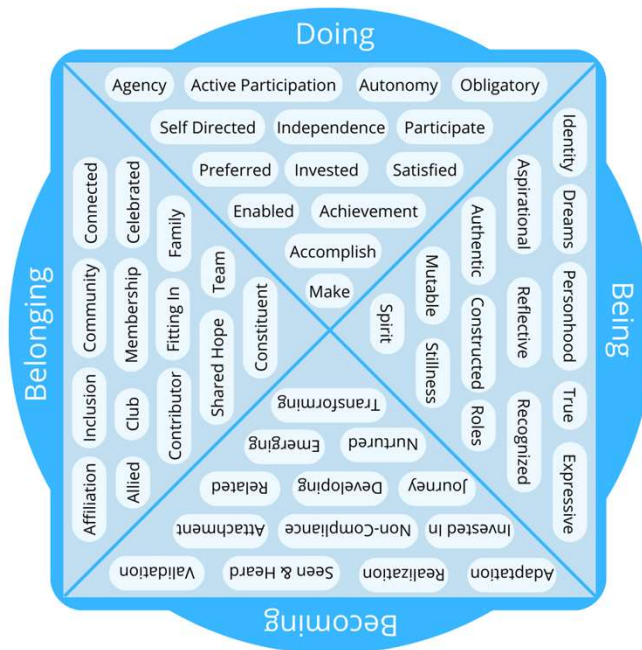 Doing
Agency Active Participation Autonomy Obligatory
Self Directed Independence Participate
Preferred Invested Satisfied
Enabled Achievement
Accomplish
Make
Being
Identity Dreams Personhood True Expressive
Aspirational Reflective Recognized
Authentic Constructed Roles
Mutable Stillness
Spirit
Becoming
Adaptation Realization Seen & Heard Validation
Invested In Non-Compliance Attachment
Journey Developing Related
Nurtured Emerging
Transforming
Belonging
Affiliation Inclusion Community Connected
Allied Club Membership Celebrated
Contributor Fitting In Family
Shared Hope Team
Constituent